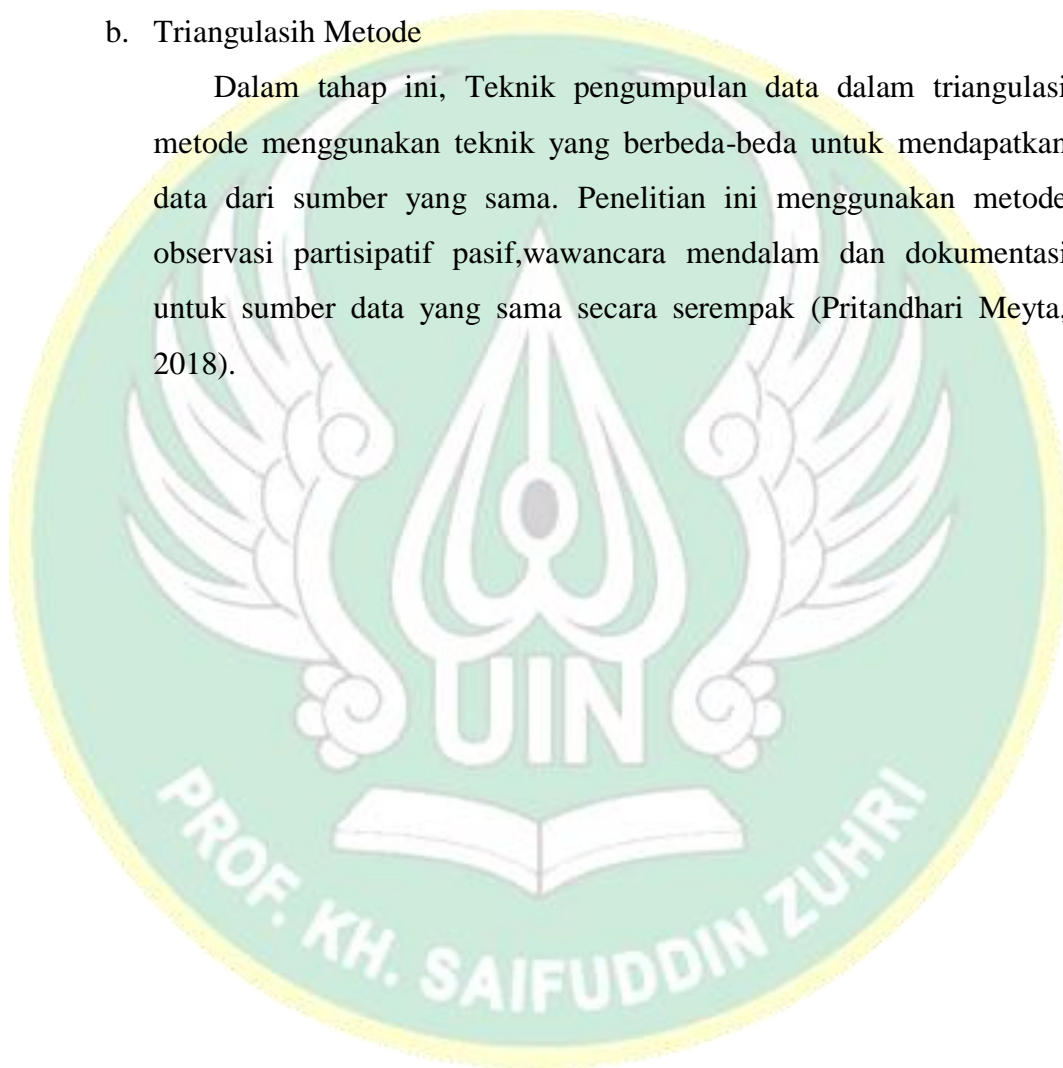 b. Triangulasih Metode
Dalam tahap ini, Teknik pengumpulan data dalam triangulasi
metode menggunakan teknik yang berbeda-beda untuk mendapatkan
data dari sumber yang sama. Penelitian ini menggunakan metode
observasi partisipatif pasif,wawancara mendalam dan dokumentasi
untuk sumber data yang sama secara serempak (Pritandhari Meyta,
2018).
UIN
PROF. KH. SAIFUDDIN ZUHRI